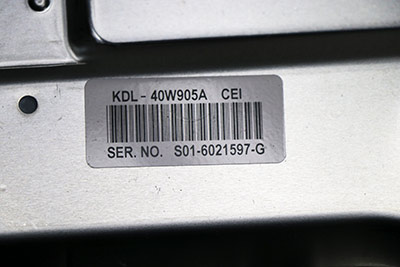 KDL - 40W905A CEI
SER. NO. S01-6021597-G